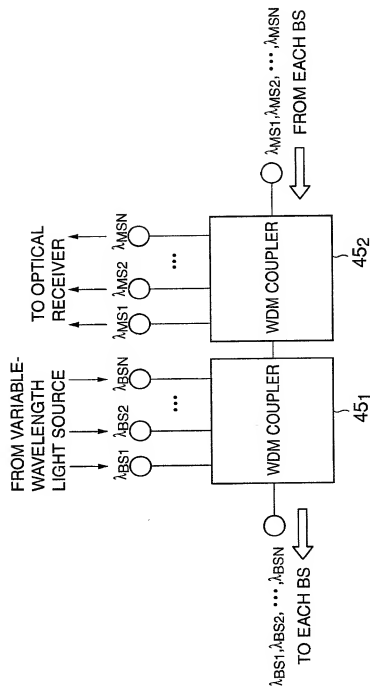 FROM VARIABLE-
WAVELENGTH
LIGHT SOURCE
TO OPTICAL
RECEIVER
λBS1
λBS2
...
λBSN
λMS1
λMS2
...
λMSN
WDM COUPLER
WDM COUPLER
451
452
λBS1,λBS2, ···,λBSN
TO EACH BS
λMS1,λMS2, ···,λMSN
FROM EACH BS